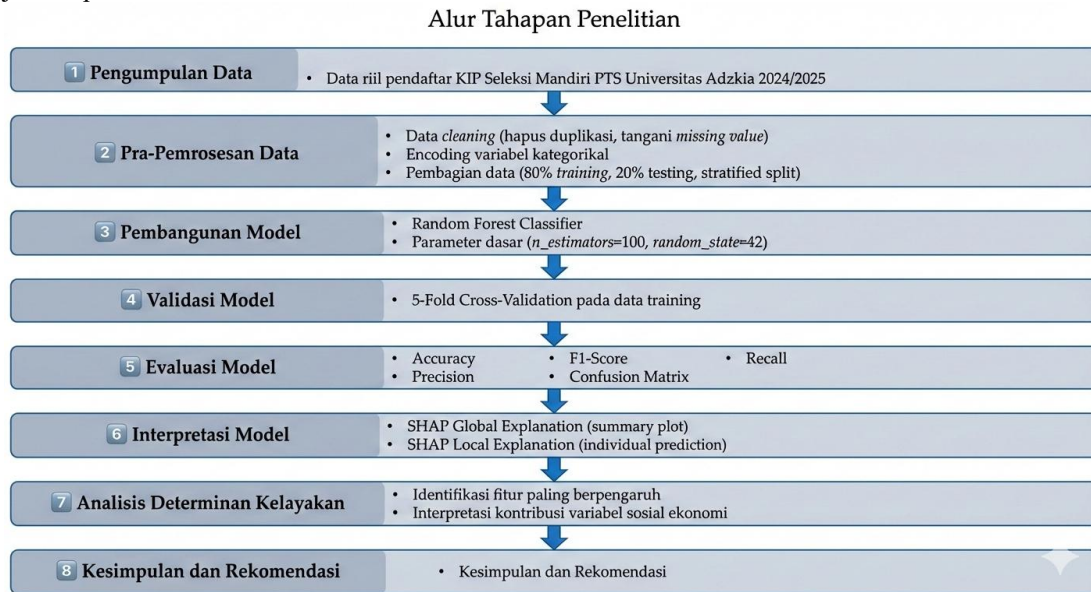 Alur Tahapan Penelitian
1 Pengumpulan Data
• Data riil pendaftar KIP Seleksi Mandiri PTS Universitas Adzkia 2024/2025
2 Pra-Pemrosesan Data
• Data cleaning (hapus duplikasi, tangani missing value)
• Encoding variabel kategorikal
• Pembagian data (80% training, 20% testing, stratified split)
3 Pembangunan Model
• Random Forest Classifier
• Parameter dasar (n_estimators=100, random_state=42)
4 Validasi Model
• 5-Fold Cross-Validation pada data training
5 Evaluasi Model
• Accuracy • F1-Score • Recall
• Precision • Confusion Matrix
6 Interpretasi Model
• SHAP Global Explanation (summary plot)
• SHAP Local Explanation (individual prediction)
7 Analisis Determinan Kelayakan
• Identifikasi fitur paling berpengaruh
• Interpretasi kontribusi variabel sosial ekonomi
8 Kesimpulan dan Rekomendasi
• Kesimpulan dan Rekomendasi